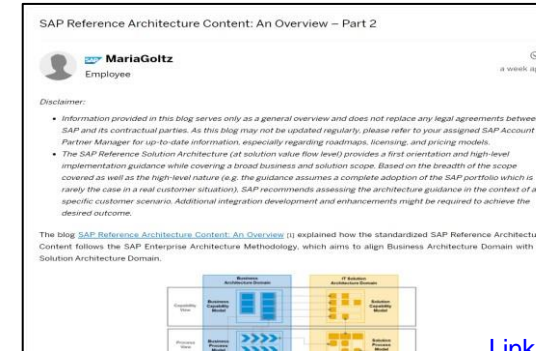 SAP Reference Architecture Content: An Overview – Part 2
SAP MariaGoltz
Employee
a week ag
Disclaimer:
• Information provided in this blog serves only as a general overview and does not replace any legal agreements betwee
SAP and its contractual parties. As this blog may not be updated regularly, please refer to your assigned SAP Account
Partner Manager for up-to-date information, especially regarding roadmaps, licensing, and pricing models.
• The SAP Reference Solution Architecture (at solution value flow level) provides a first orientation and high-level
implementation guidance while covering a broad business and solution scope. Based on the breadth of the scope
covered as well as the high-level nature (e.g. the guidance assumes a complete adoption of the SAP portfolio which is
rarely the case in a real customer situation), SAP recommends assessing the architecture guidance in the context of a
specific customer scenario. Additional integration development and enhancements might be required to achieve the
desired outcome.
The blog SAP Reference Architecture Content: An Overview [1] explained how the standardized SAP Reference Architectu
Content follows the SAP Enterprise Architecture Methodology, which aims to align Business Architecture Domain with
Solution Architecture Domain.
Business Architecture Domain
IT Solution Architecture Domain
Capability View
Business Capability Model
Solution Capability Model
Process View
Business Process Model
Solution Process Model
Link